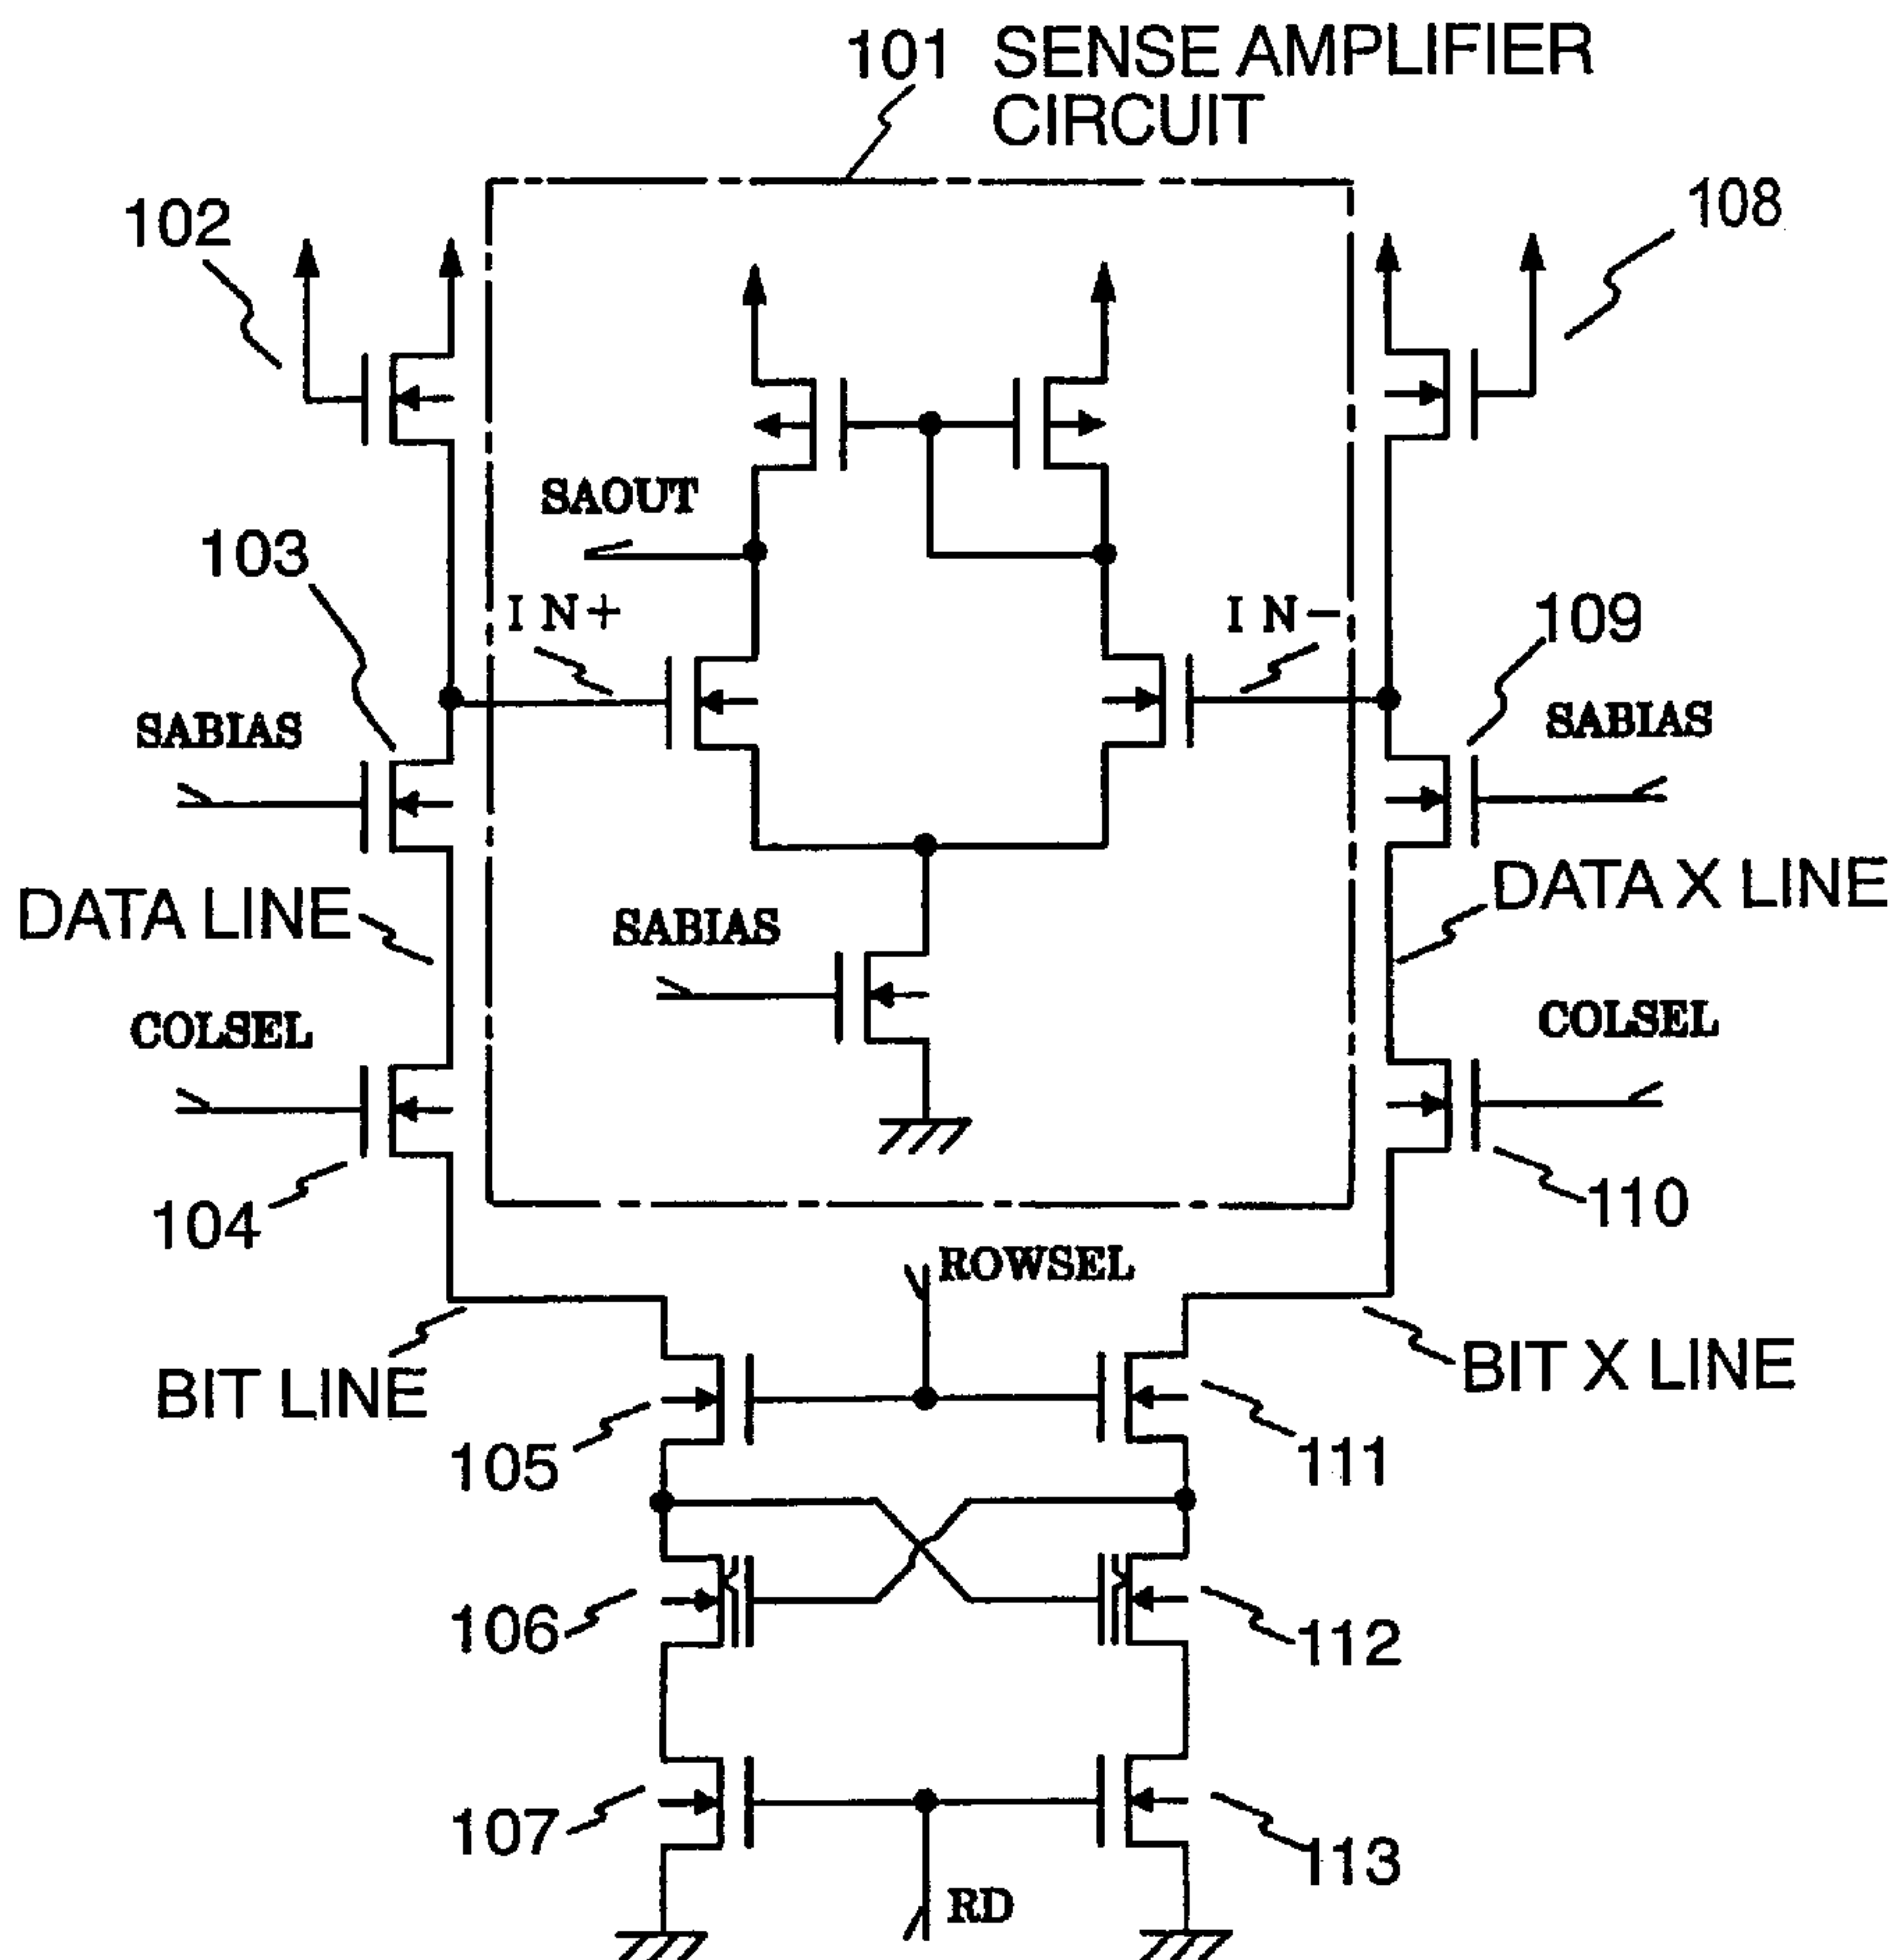 101 SENSE AMPLIFIER
CIRCUIT
102
108
SAOUT
103
IN+
IN-
109
SABIAS
SABIAS
DATA LINE
DATA X LINE
SABIAS
COLSEL
COLSEL
104
110
ROWSEL
BIT LINE
BIT X LINE
105
111
106
112
107
113
RD